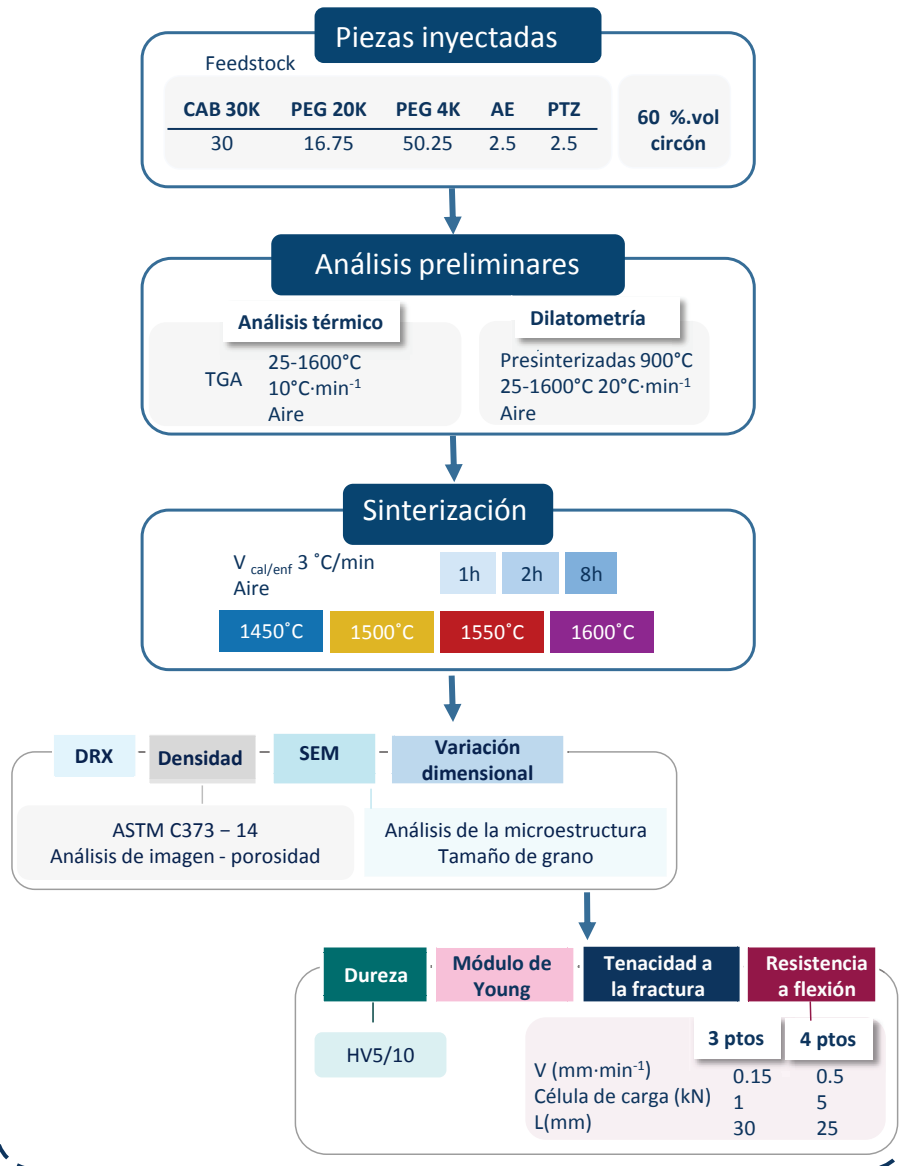 Piezas inyectadas
Feedstock
CAB 30K PEG 20K PEG 4K AE PTZ
30 16.75 50.25 2.5 2.5
60 %.vol
circón
Análisis preliminares
Análisis térmico
TGA
25-1600°C
10°C·min⁻¹
Aire
Dilatometría
Presinterizadas 900°C
25-1600°C 20°C·min⁻¹
Aire
Sinterización
V cal/enf 3 ˚C/min
Aire
1h 2h 8h
1450˚C 1500˚C 1550˚C 1600˚C
DRX
Densidad
SEM
Variación
dimensional
ASTM C373 – 14
Análisis de imagen - porosidad
Análisis de la microestructura
Tamaño de grano
Dureza
Módulo de
Young
Tenacidad a
la fractura
Resistencia
a flexión
HV5/10
3 ptos 4 ptos
V (mm·min⁻¹) 0.15 0.5
Célula de carga (kN) 1 5
L(mm) 30 25